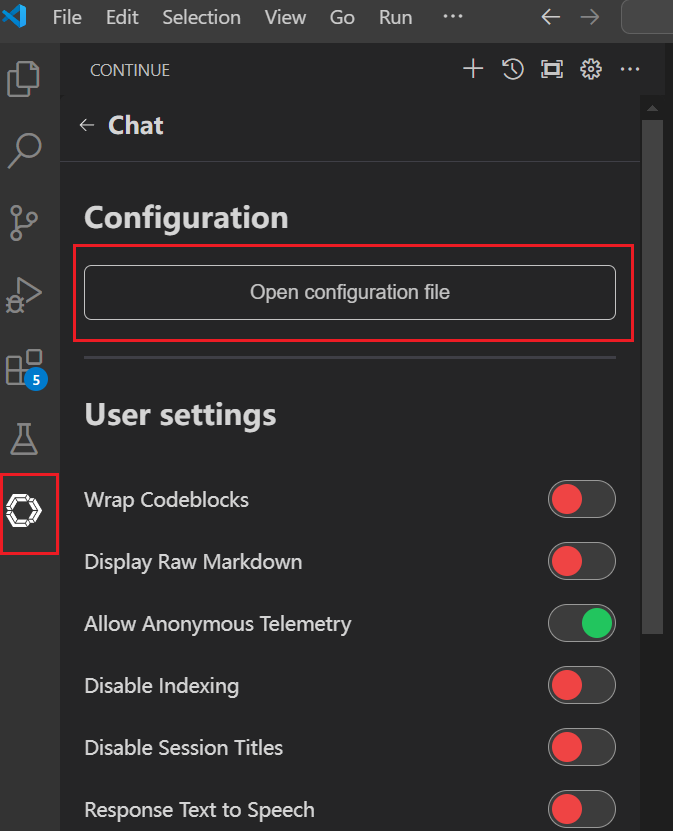 File Edit Selection View Go Run ...
CONTINUE
Chat
Configuration
Open configuration file
5
User settings
Wrap Codeblocks
Display Raw Markdown
Allow Anonymous Telemetry
Disable Indexing
Disable Session Titles
Response Text to Speech